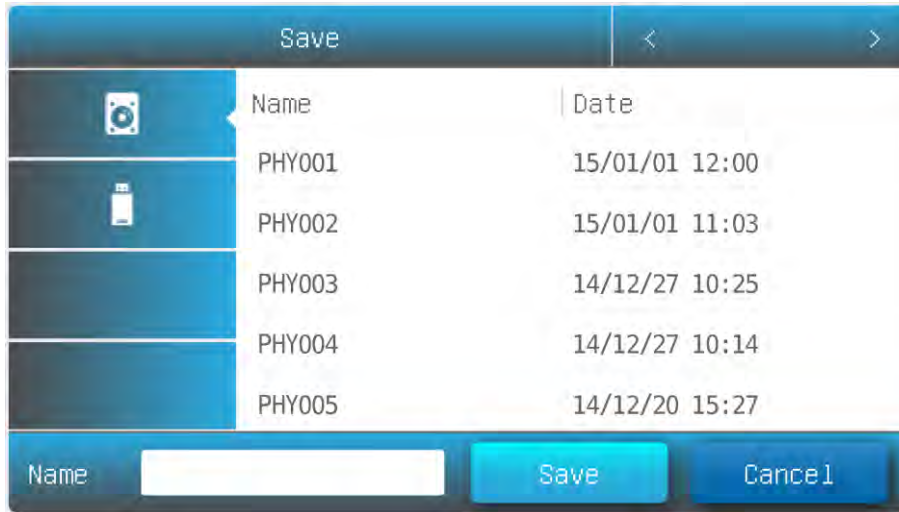 Save < >
Name Date
PHY001 15/01/01 12:00
PHY002 15/01/01 11:03
PHY003 14/12/27 10:25
PHY004 14/12/27 10:14
PHY005 14/12/20 15:27
Name Save Cancel